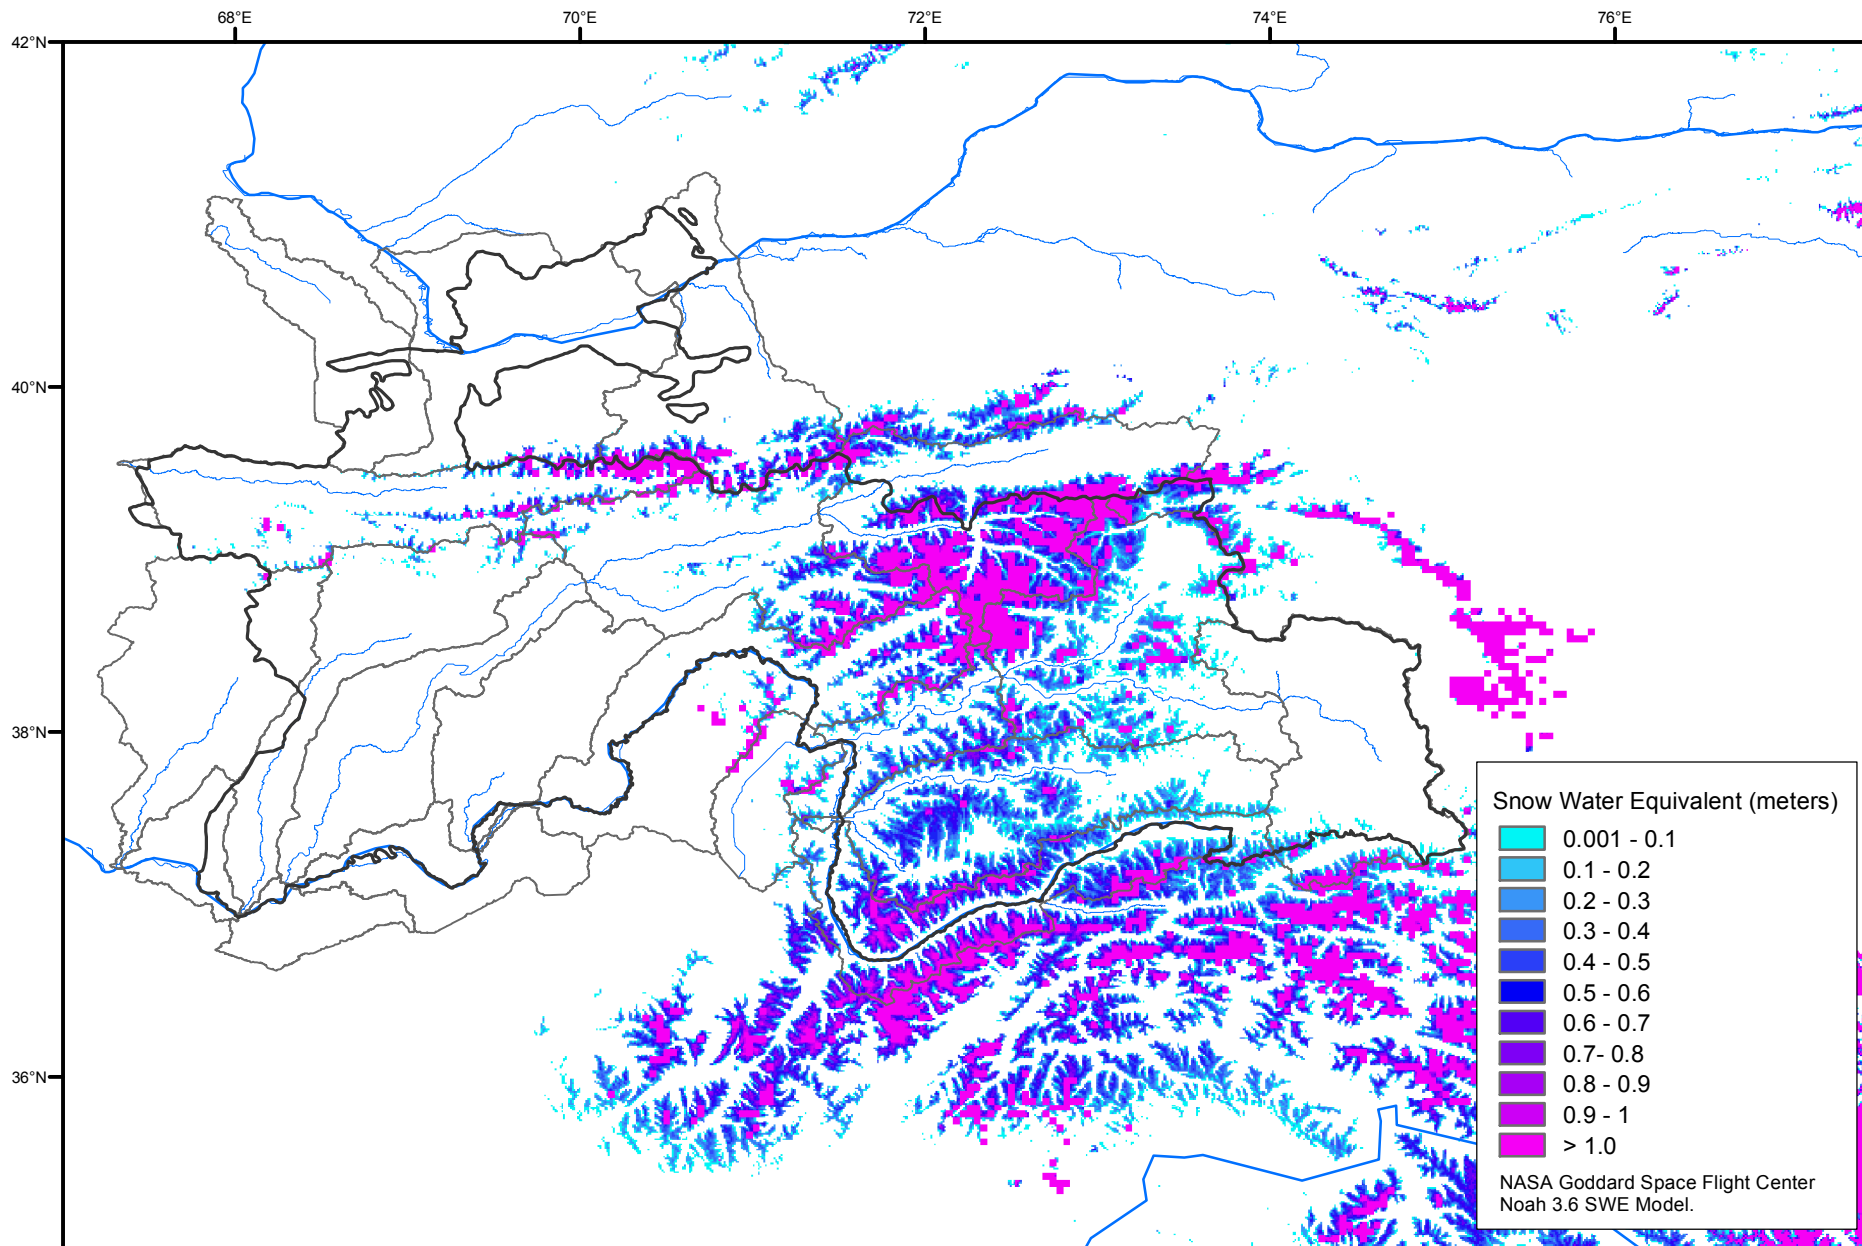 68°E
70°E
72°E
74°E
76°E
42°N
40°N
38°N
36°N
Snow Water Equivalent (meters)
0.001 - 0.1
0.1 - 0.2
0.2 - 0.3
0.3 - 0.4
0.4 - 0.5
0.5 - 0.6
0.6 - 0.7
0.7- 0.8
0.8 - 0.9
0.9 - 1
> 1.0
NASA Goddard Space Flight Center
Noah 3.6 SWE Model.